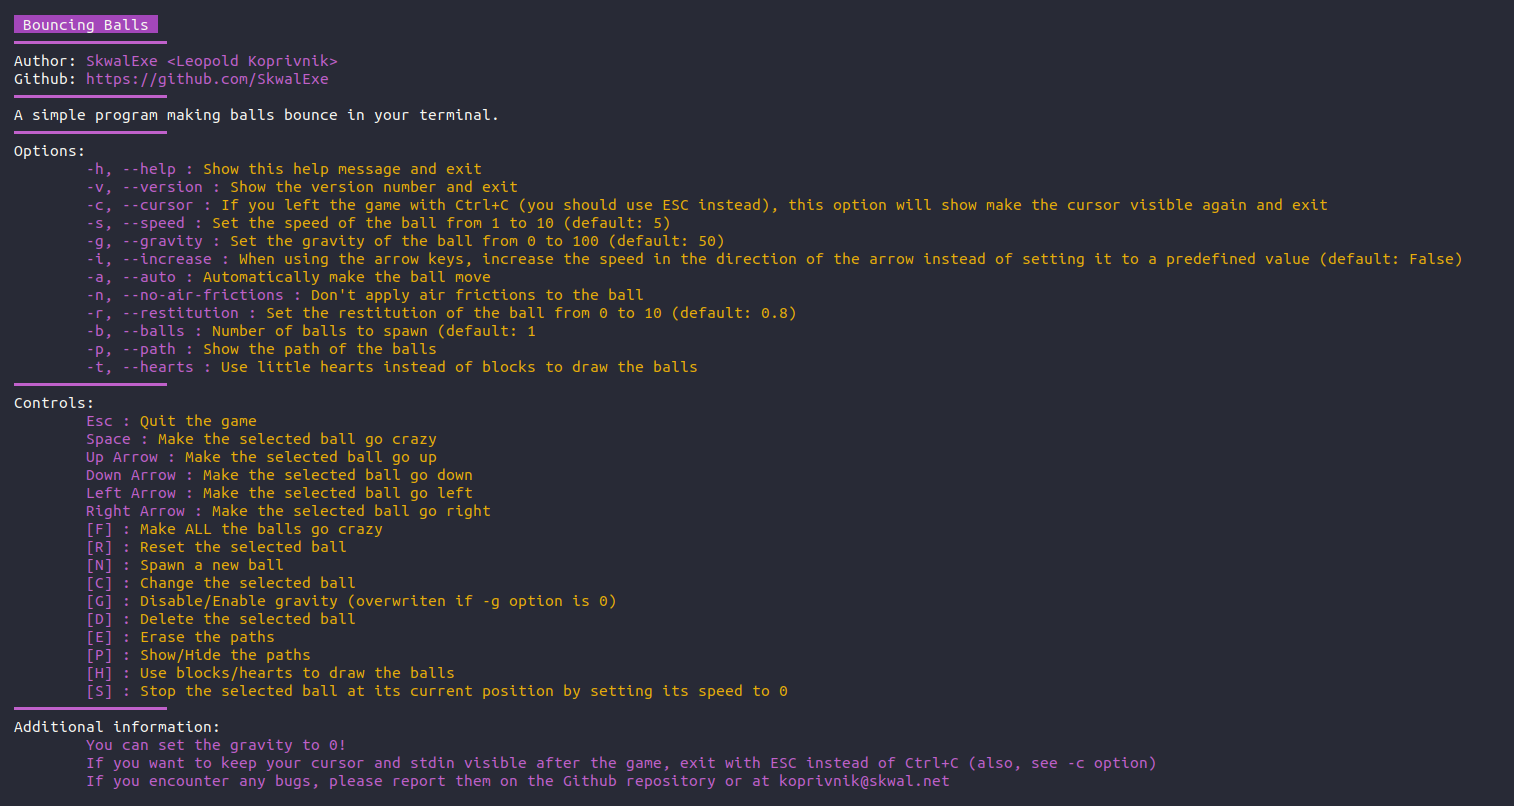 Bouncing Balls
Author: SkwalExe <Leopold Koprivnik>
Github: https://github.com/SkwalExe
A simple program making balls bounce in your terminal.
Options:
-h, --help : Show this help message and exit
-v, --version : Show the version number and exit
-c, --cursor : If you left the game with Ctrl+C (you should use ESC instead), this option will show make the cursor visible again and exit
-s, --speed : Set the speed of the ball from 1 to 10 (default: 5)
-g, --gravity : Set the gravity of the ball from 0 to 100 (default: 50)
-i, --increase : When using the arrow keys, increase the speed in the direction of the arrow instead of setting it to a predefined value (default: False)
-a, --auto : Automatically make the ball move
-n, --no-air-frictions : Don't apply air frictions to the ball
-r, --restitution : Set the restitution of the ball from 0 to 10 (default: 0.8)
-b, --balls : Number of balls to spawn (default: 1
-p, --path : Show the path of the balls
-t, --hearts : Use little hearts instead of blocks to draw the balls
Controls:
Esc : Quit the game
Space : Make the selected ball go crazy
Up Arrow : Make the selected ball go up
Down Arrow : Make the selected ball go down
Left Arrow : Make the selected ball go left
Right Arrow : Make the selected ball go right
[F] : Make ALL the balls go crazy
[R] : Reset the selected ball
[N] : Spawn a new ball
[C] : Change the selected ball
[G] : Disable/Enable gravity (overwriten if -g option is 0)
[D] : Delete the selected ball
[E] : Erase the paths
[P] : Show/Hide the paths
[H] : Use blocks/hearts to draw the balls
[S] : Stop the selected ball at its current position by setting its speed to 0
Additional information:
You can set the gravity to 0!
If you want to keep your cursor and stdin visible after the game, exit with ESC instead of Ctrl+C (also, see -c option)
If you encounter any bugs, please report them on the Github repository or at koprivnik@skwal.net